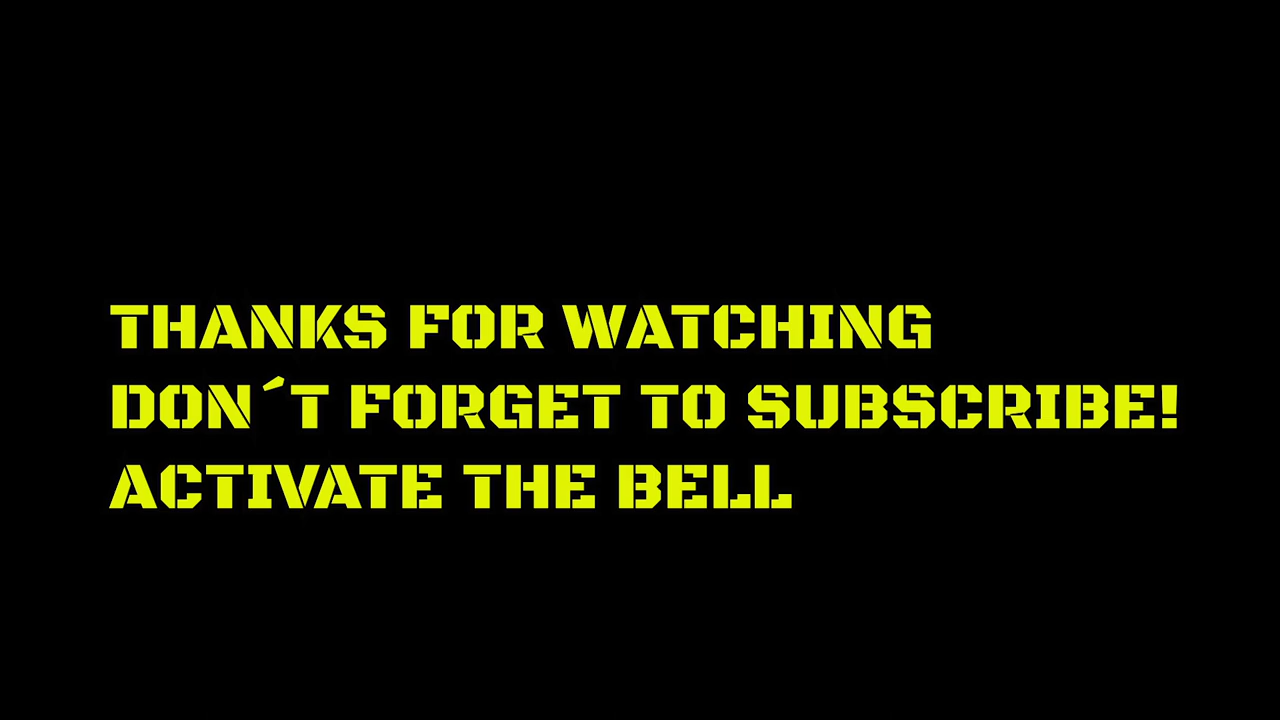 THANKS FOR WATCHING
DON´T FORGET TO SUBSCRIBE!
ACTIVATE THE BELL